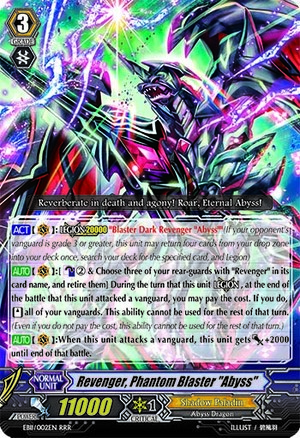 3
GRADE
Reverberate in death and agony! Roar, Eternal Abyss!
ACT : LEGION 20000 "Blaster Dark Revenger "Abyss"" (If your opponent's
vanguard is grade 3 or greater, this unit may return four cards from your drop zone
into your deck once, search your deck for the specified card, and Legion)
AUTO : [② & Choose three of your rear-guards with "Revenger" in its
card name, and retire them] During the turn that this unit LEGION, at the end of
the battle that this unit attacked a vanguard, you may pay the cost. If you do,
all of your vanguards. This ability cannot be used for the rest of that turn.
(Even if you do not pay the cost, this ability cannot be used for the rest of that turn.)
AUTO : When this unit attacks a vanguard, this unit gets +2000
until end of that battle.
NORMAL
UNIT
Revenger, Phantom Blaster "Abyss"
POWER
11000
1
CRITICAL
Shadow Paladin
Abyss Dragon
EB11/002EN RRR
ILLUST /